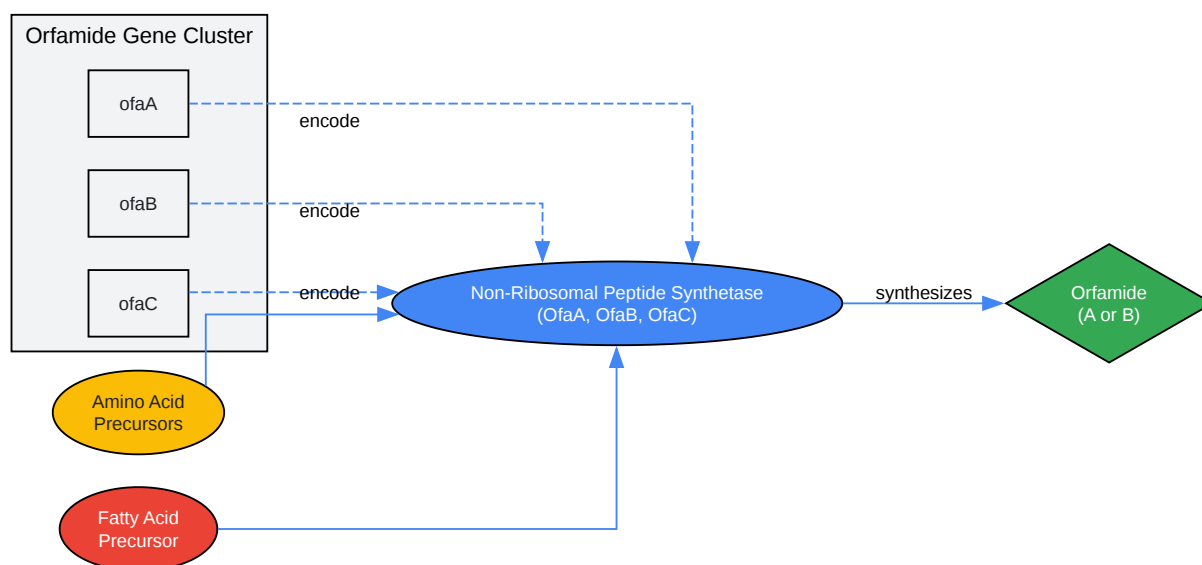 Orfamide Gene Cluster
ofaA
encode
ofaB
encode
ofaC
encode
Non-Ribosomal Peptide Synthetase
(OfaA, OfaB, OfaC)
synthesizes
Orfamide
(A or B)
Amino Acid
Precursors
Fatty Acid
Precursor